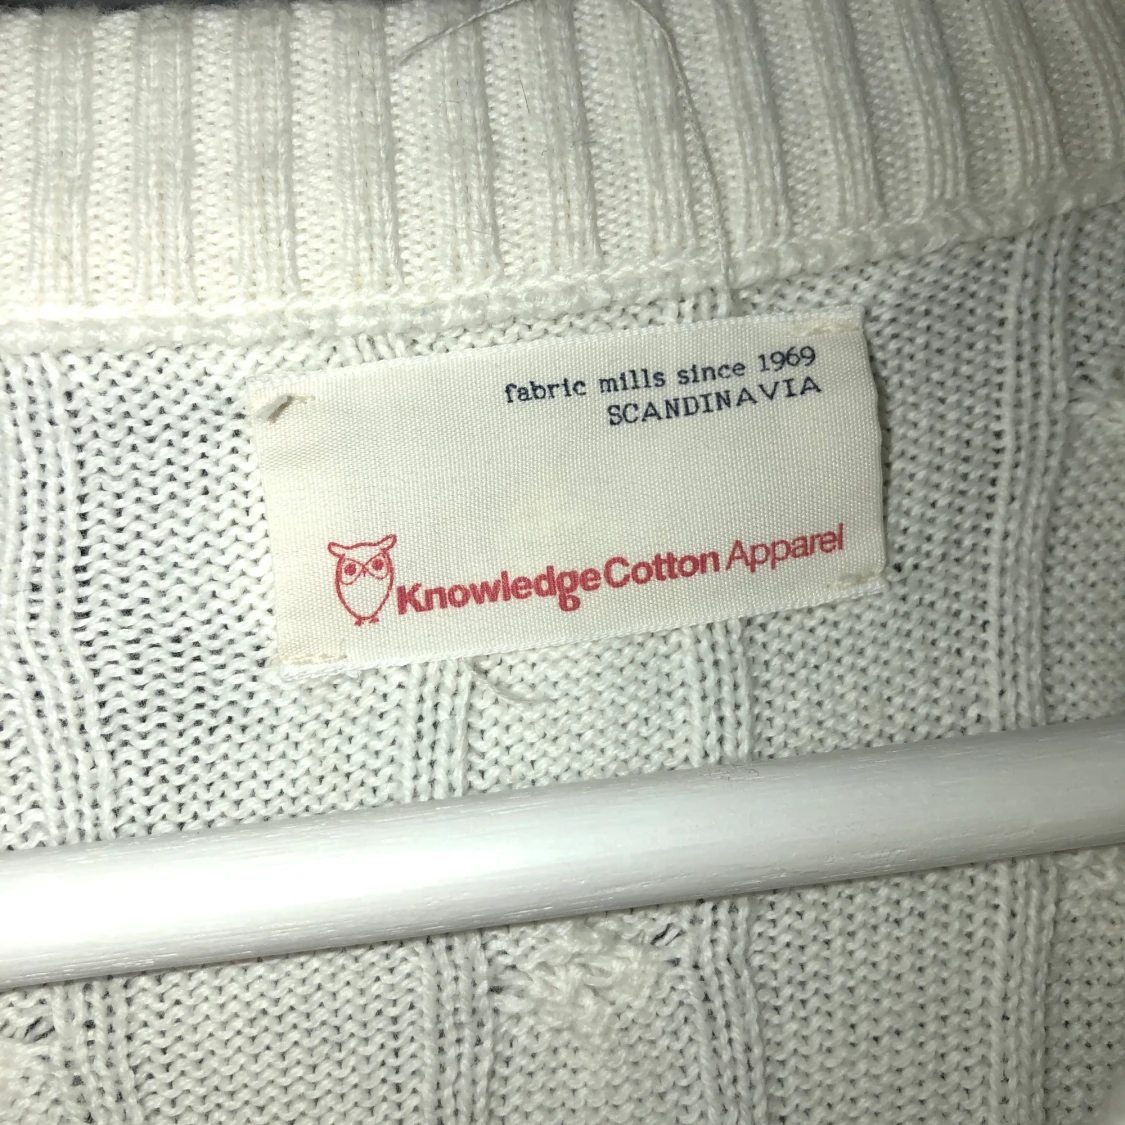 fabric mills since 1969
SCANDINAVIA
KnowledgeCotton Apparel